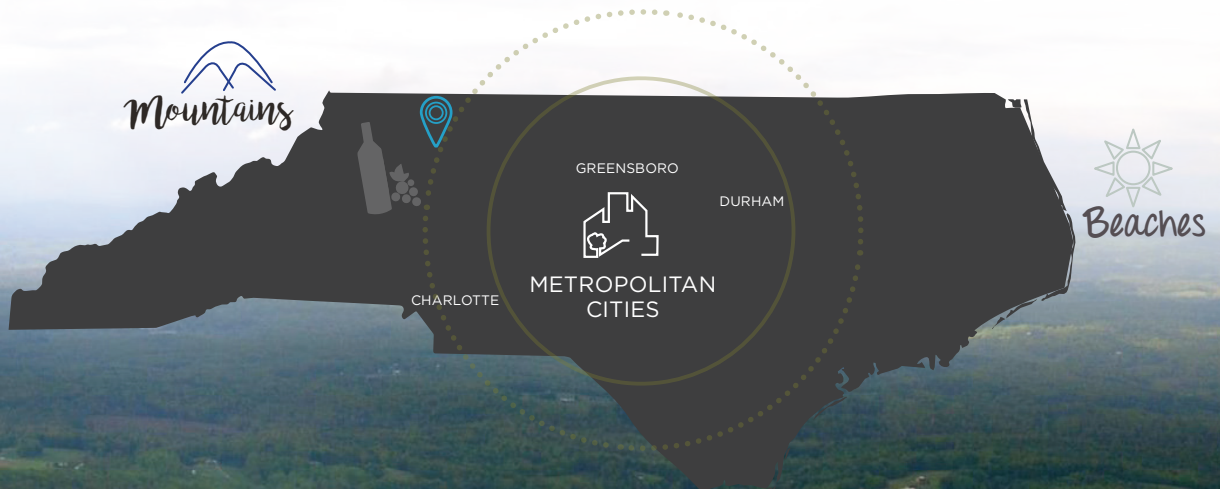 Mountains
GREENSBORO
DURHAM
Beaches
METROPOLITAN
CITIES
CHARLOTTE